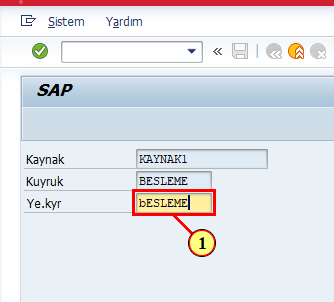 Sistem Yardım
SAP
Kaynak KAYNAK1
Kuyruk BESLEME
Ye.kyr bESLEME
1